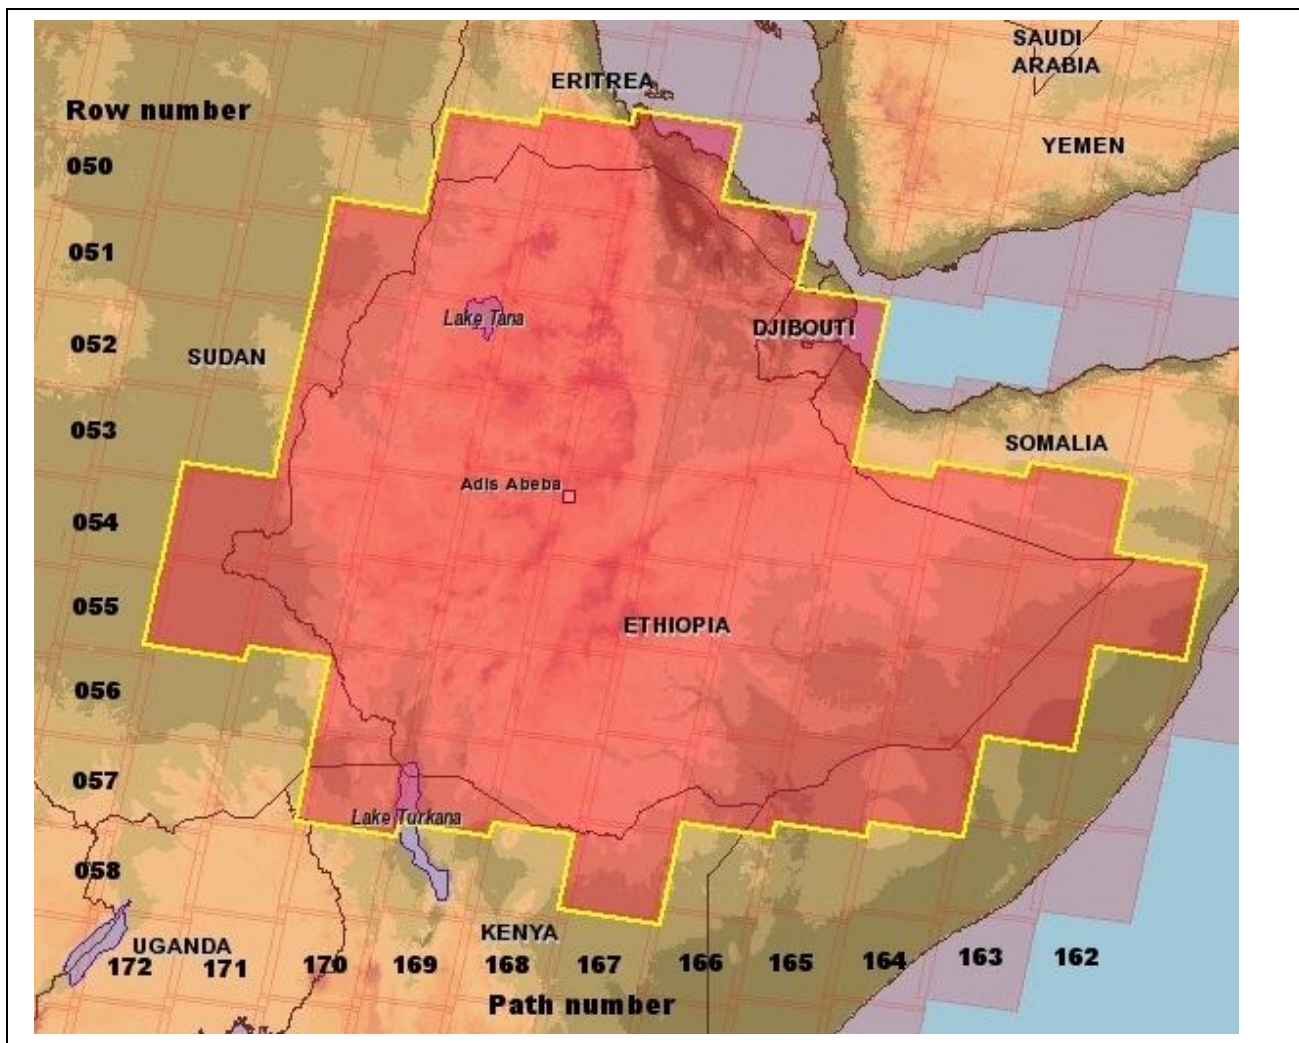 SAUDI
ARABIA
ERITREA
Row number
YEMEN
050
051
Lake Tana
DJIBOUTI
052
SUDAN
053
SOMALIA
Adis Abeba
054
055
ETHIOPIA
056
057
Lake Turkana
058
KENYA
UGANDA
172 171 170 169 168 167 166 165 164 163 162
Path number